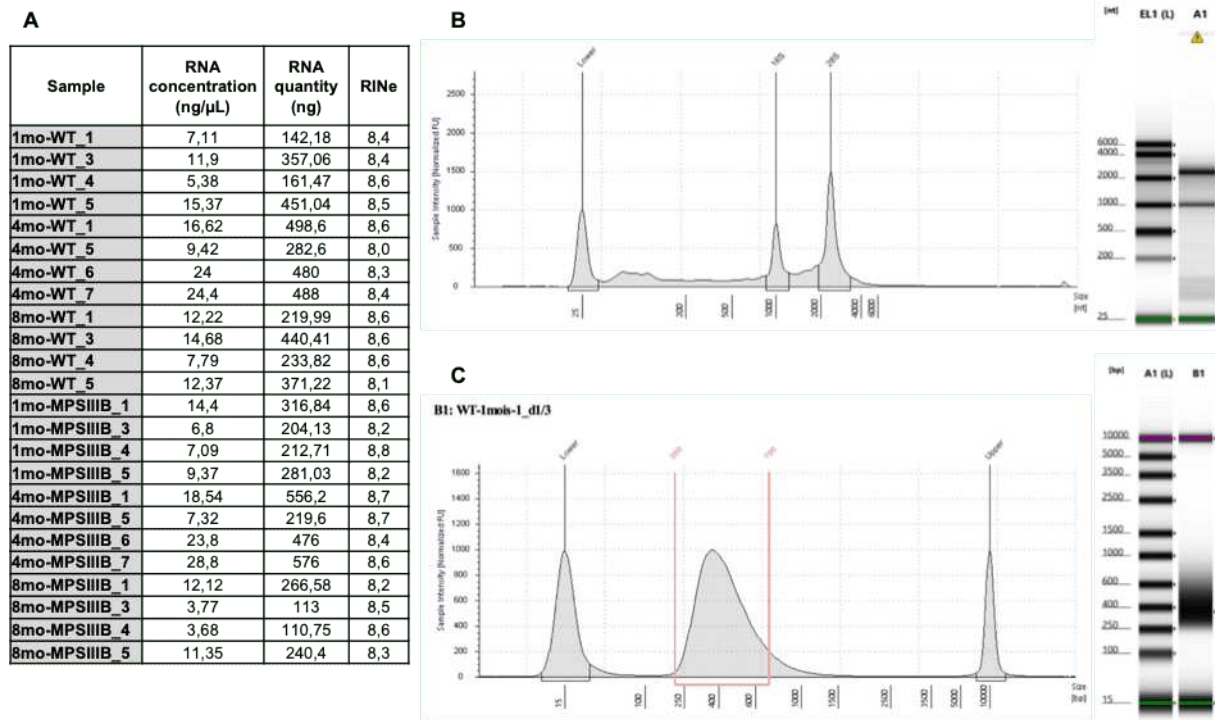 A
Sample RNA concentration (ng/µL) RNA quantity (ng) RINe
1mo-WT_1 7,11 142,18 8,4
1mo-WT_3 11,9 357,06 8,4
1mo-WT_4 5,38 161,47 8,6
1mo-WT_5 15,37 451,04 8,5
4mo-WT_1 16,62 498,6 8,6
4mo-WT_5 9,42 282,6 8,0
4mo-WT_6 24 480 8,3
4mo-WT_7 24,4 488 8,4
8mo-WT_1 12,22 219,99 8,6
8mo-WT_3 14,68 440,41 8,6
8mo-WT_4 7,79 233,82 8,6
8mo-WT_5 12,37 371,22 8,1
1mo-MPSIIIB_1 14,4 316,84 8,6
1mo-MPSIIIB_3 6,8 204,13 8,2
1mo-MPSIIIB_4 7,09 212,71 8,8
1mo-MPSIIIB_5 9,37 281,03 8,2
4mo-MPSIIIB_1 18,54 556,2 8,7
4mo-MPSIIIB_5 7,32 219,6 8,7
4mo-MPSIIIB_6 23,8 476 8,4
4mo-MPSIIIB_7 28,8 576 8,6
8mo-MPSIIIB_1 12,12 266,58 8,2
8mo-MPSIIIB_3 3,77 113 8,5
8mo-MPSIIIB_4 3,68 110,75 8,6
8mo-MPSIIIB_5 11,35 240,4 8,3
B
Lower 18S 28S
Sample Intensity [Normalized FU]
2500
2000
1500
1000
500
0
25 200 500 1000 2000 4000 6000
Size [nt]
[nt] EL1 (L) A1
6000
4000
2000
1000
500
200
25
C
B1: WT-1mois-1_d1/3
Lower 200 700 Upper
Sample Intensity [Normalized FU]
1600
1400
1200
1000
800
600
400
200
0
15 100 250 400 600 1000 1500 2500 3500 5000 10000
Size [bp]
[bp] A1 (L) B1
10000
5000
3500
2500
1500
1000
600
400
250
100
15